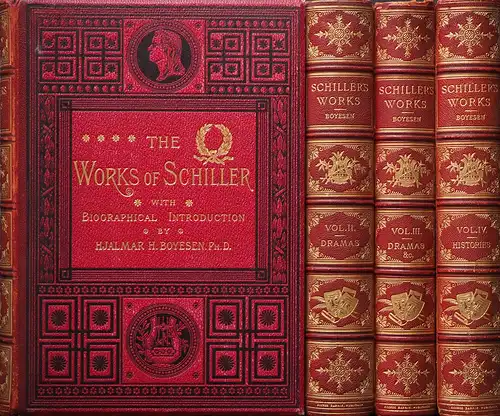 THE
WORKS OF SCHILLER
WITH
BIOGRAPHICAL INTRODUCTION
BY
HJALMAR H. BOYESEN, PH.D.
SCHILLER'S
WORKS
BOYESEN
VOL. II.
DRAMAS
SCHILLER'S
WORKS
BOYESEN
VOL. III.
DRAMAS
&c.
SCHILLER'S
WORKS
BOYESEN
VOL. IV.
HISTORIES